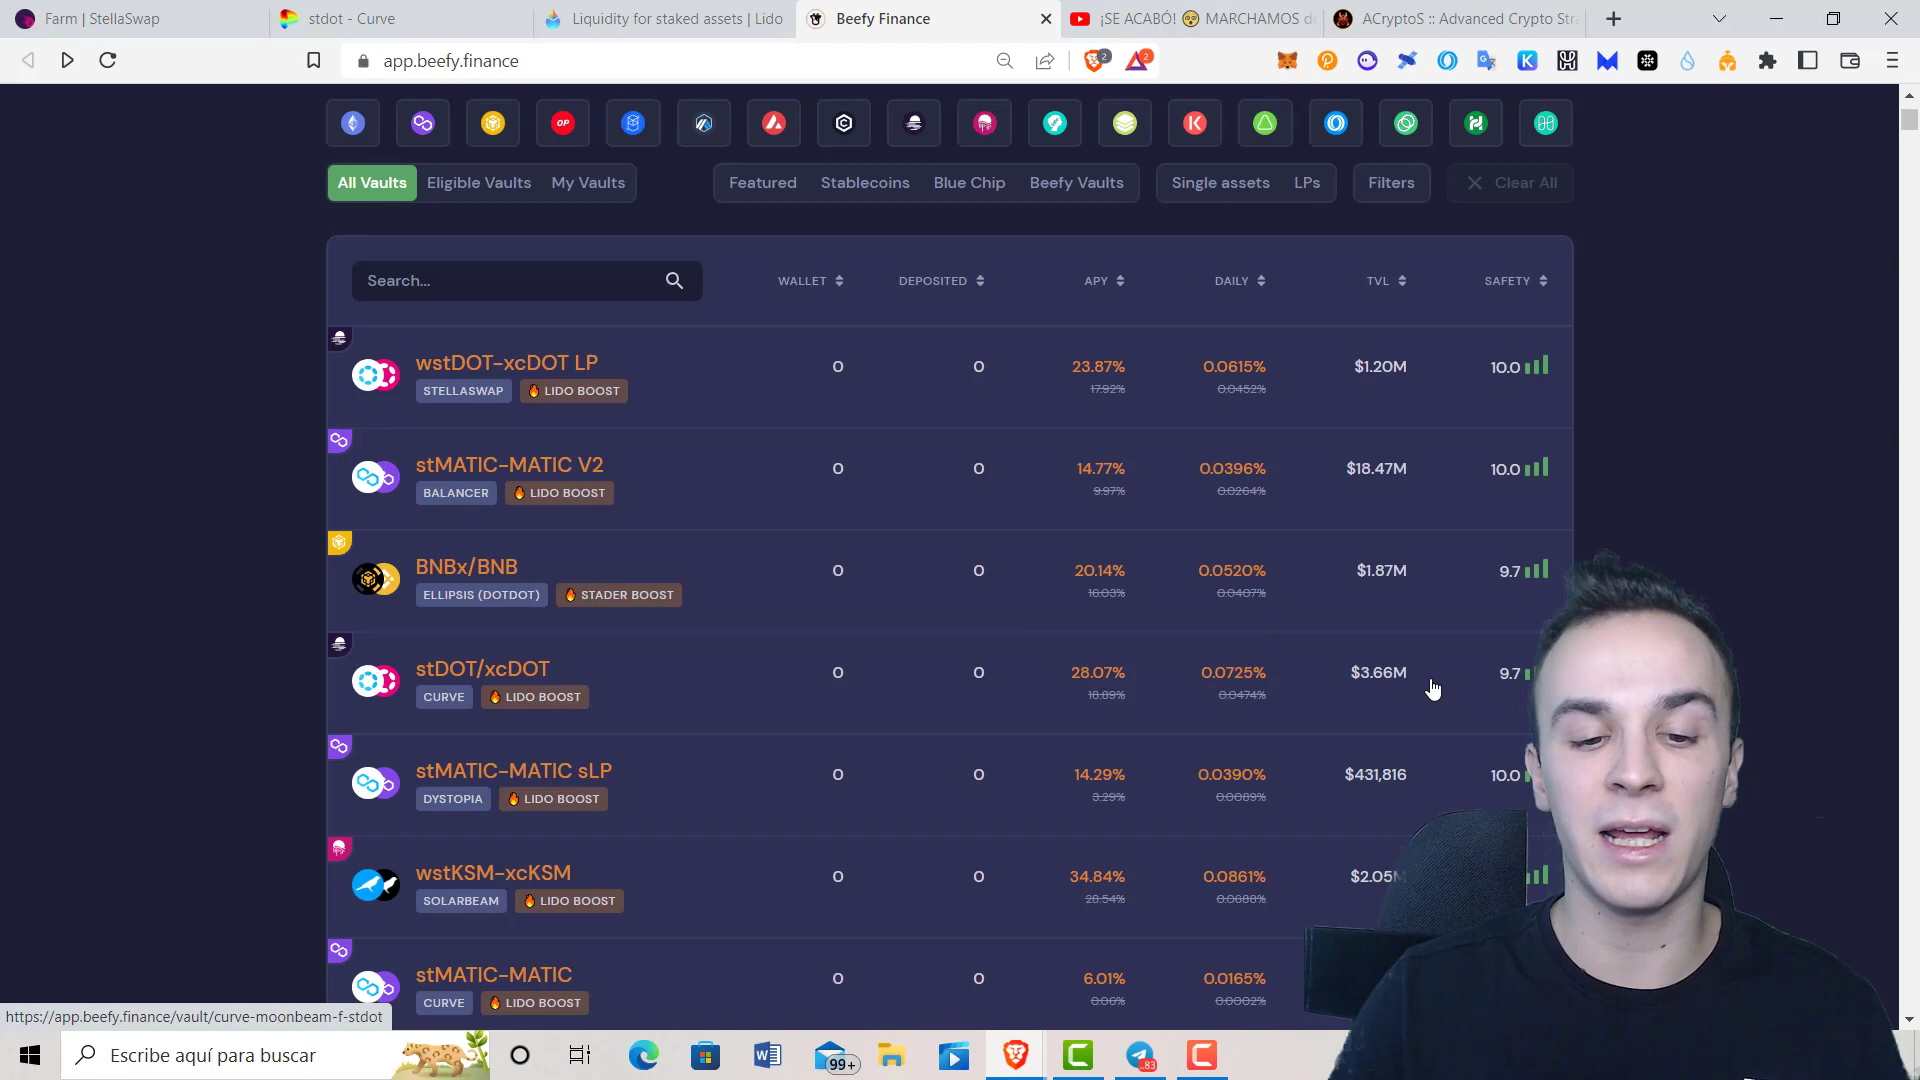 Farm | StellaSwap
stdot - Curve
Liquidity for staked assets | Lido
Beefy Finance
¡SE ACABÓ! 😨 MARCHAMOS de
ACryptoS :: Advanced Crypto Stra
app.beefy.finance
2
2
OP
All Vaults
Eligible Vaults
My Vaults
Featured
Stablecoins
Blue Chip
Beefy Vaults
Single assets
LPs
Filters
Clear All
Search...
WALLET
DEPOSITED
APY
DAILY
TVL
SAFETY
wstDOT-xcDOT LP
STELLASWAP
LIDO BOOST
0
0
23.87%
17.92%
0.0615%
0.0452%
$1.20M
10.0
stMATIC-MATIC V2
BALANCER
LIDO BOOST
0
0
14.77%
9.97%
0.0396%
0.0264%
$18.47M
10.0
BNBx/BNB
ELLIPSIS (DOTDOT)
STADER BOOST
0
0
20.14%
16.03%
0.0520%
0.0407%
$1.87M
9.7
stDOT/xcDOT
CURVE
LIDO BOOST
0
0
28.07%
18.89%
0.0725%
0.0474%
$3.66M
9.7
stMATIC-MATIC sLP
DYSTOPIA
LIDO BOOST
0
0
14.29%
3.29%
0.0390%
0.0089%
$431,816
10.0
wstKSM-xcKSM
SOLARBEAM
LIDO BOOST
0
0
34.84%
28.54%
0.0861%
0.0688%
$2.05M
stMATIC-MATIC
CURVE
LIDO BOOST
0
0
6.01%
0.06%
0.0165%
0.0002%
https://app.beefy.finance/vault/curve-moonbeam-f-stdot
Escribe aquí para buscar
99+
83